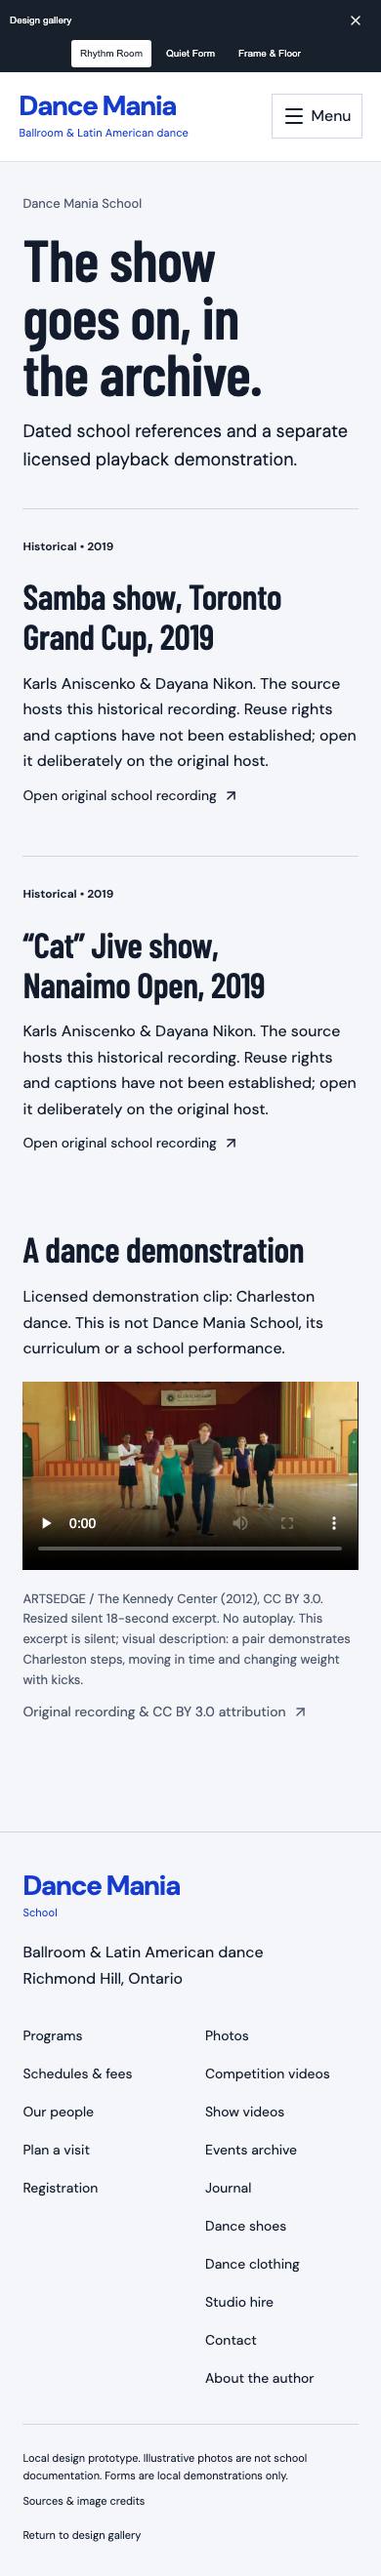 Design gallery
Rhythm Room Quiet Form Frame & Floor
Dance Mania
Ballroom & Latin American dance
Menu
Dance Mania School
The show
goes on, in
the archive.
Dated school references and a separate
licensed playback demonstration.
Historical • 2019
Samba show, Toronto
Grand Cup, 2019
Karls Aniscenko & Dayana Nikon. The source
hosts this historical recording. Reuse rights
and captions have not been established; open
it deliberately on the original host.
Open original school recording
Historical • 2019
“Cat” Jive show,
Nanaimo Open, 2019
Karls Aniscenko & Dayana Nikon. The source
hosts this historical recording. Reuse rights
and captions have not been established; open
it deliberately on the original host.
Open original school recording
A dance demonstration
Licensed demonstration clip: Charleston
dance. This is not Dance Mania School, its
curriculum or a school performance.
0:00
ARTSEDGE / The Kennedy Center (2012), CC BY 3.0.
Resized silent 18-second excerpt. No autoplay. This
excerpt is silent; visual description: a pair demonstrates
Charleston steps, moving in time and changing weight
with kicks.
Original recording & CC BY 3.0 attribution
Dance Mania
School
Ballroom & Latin American dance
Richmond Hill, Ontario
Programs
Schedules & fees
Our people
Plan a visit
Registration
Photos
Competition videos
Show videos
Events archive
Journal
Dance shoes
Dance clothing
Studio hire
Contact
About the author
Local design prototype. Illustrative photos are not school
documentation. Forms are local demonstrations only.
Sources & image credits
Return to design gallery